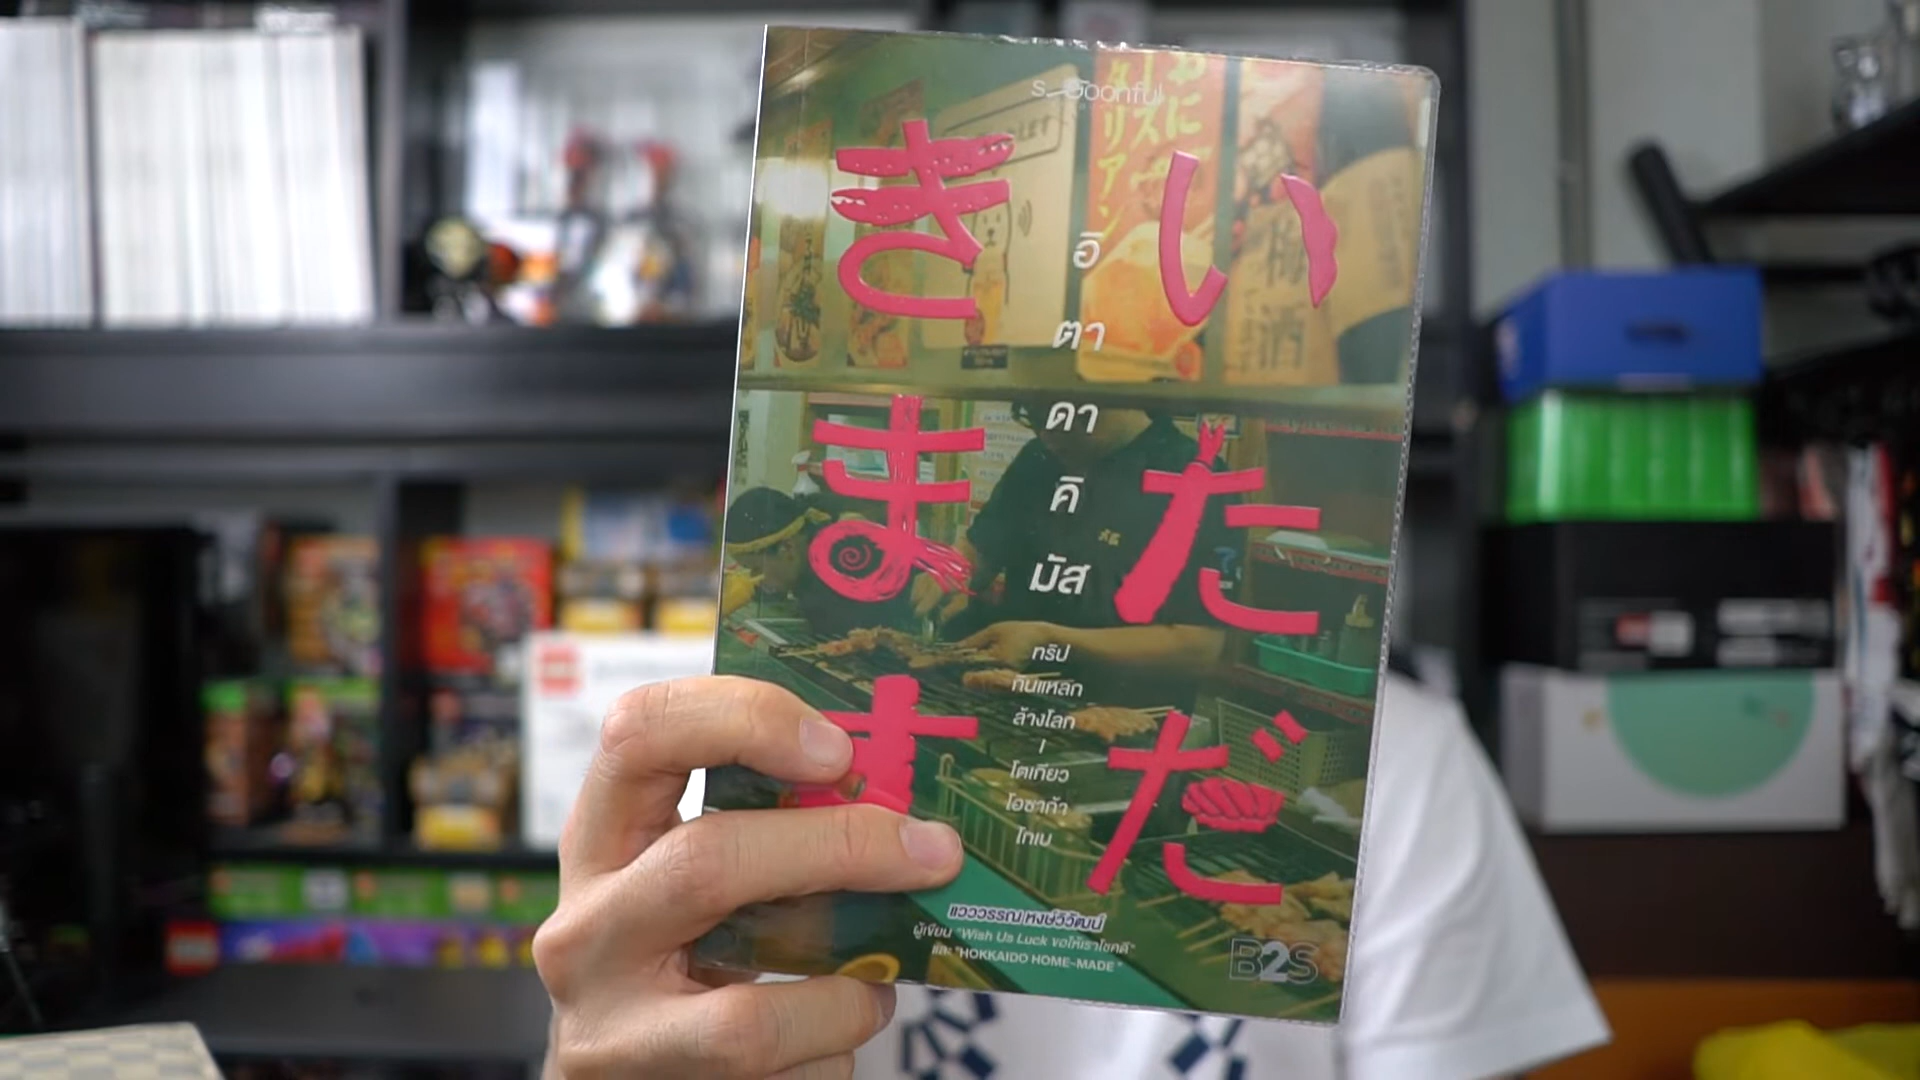 いただ
きます
อิ
ตา
ดา
คิ
มัส
ทริป
กินแหลก
ล้างโลก
โตเกียว
โอซาก้า
โกเบ
แวววรรณ หงษ์วิวัฒน์
ผู้เขียน "Wish Us Luck ขอให้เราโชคดี"
และ "HOKKAIDO HOME-MADE"
B2S
梅酒